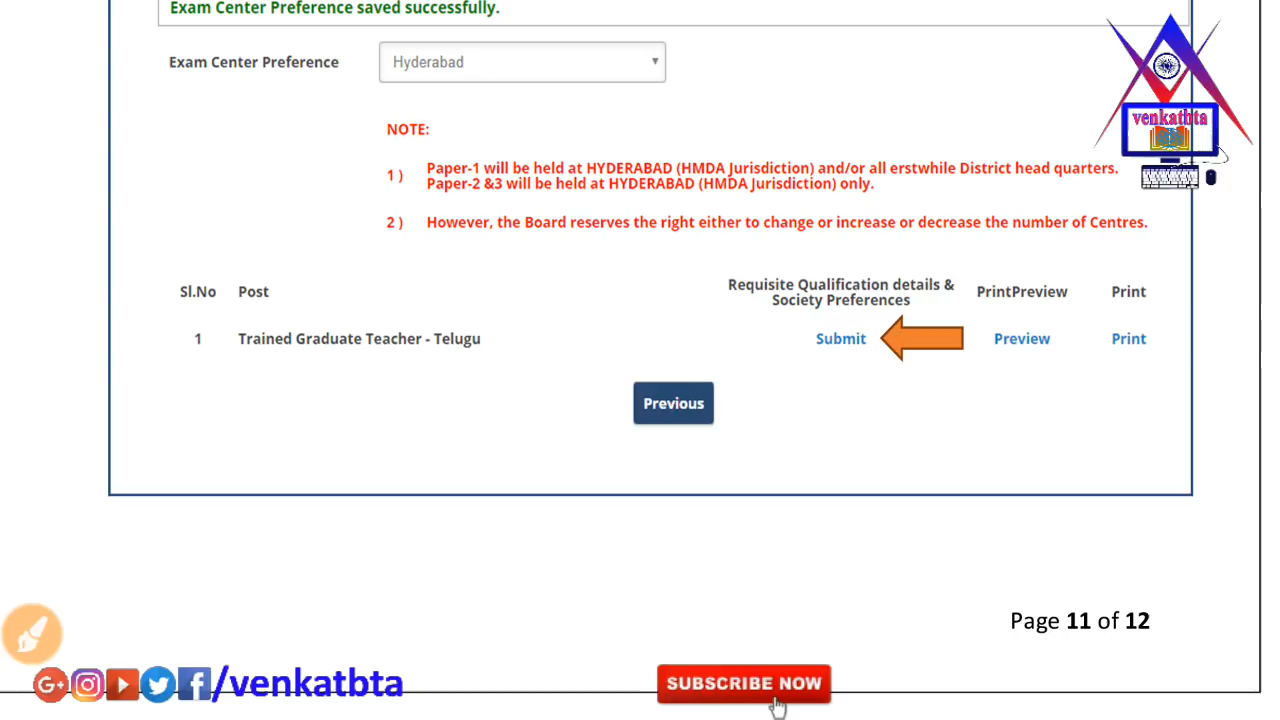 Exam Center Preference saved successfully.
Exam Center Preference
Hyderabad
NOTE:
1 )
Paper-1 will be held at HYDERABAD (HMDA Jurisdiction) and/or all erstwhile District head quarters.
Paper-2 &3 will be held at HYDERABAD (HMDA Jurisdiction) only.
2 ) However, the Board reserves the right either to change or increase or decrease the number of Centres.
Sl.No Post Requisite Qualification details & Society Preferences PrintPreview Print
1 Trained Graduate Teacher - Telugu Submit Preview Print
Previous
venkatbta
Page 11 of 12
/venkatbta
SUBSCRIBE NOW